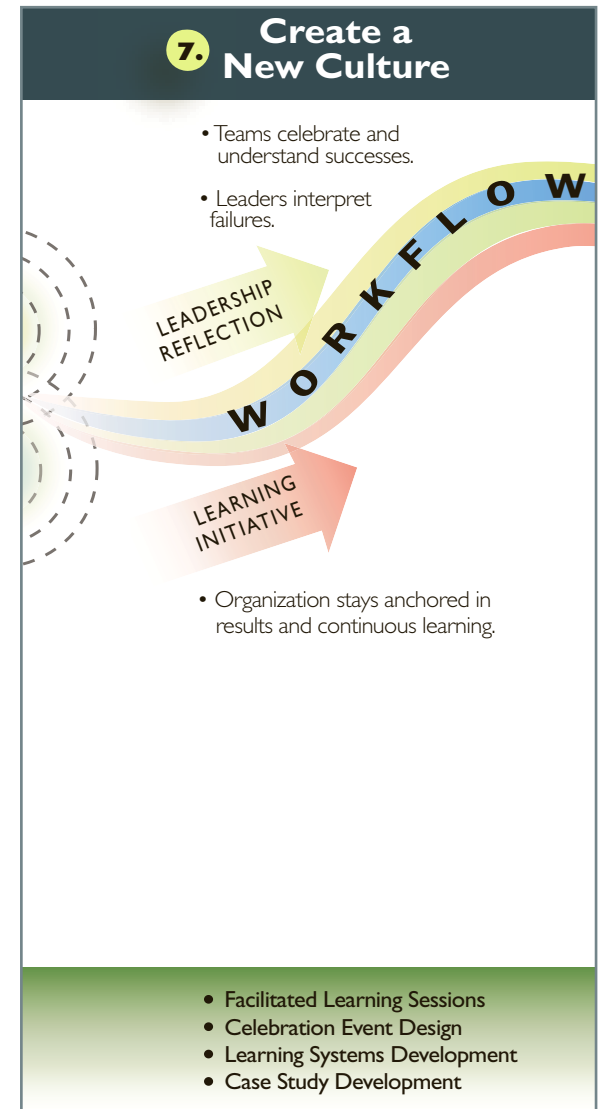 7.
Create a
New Culture
• Teams celebrate and
understand successes.
• Leaders interpret
failures.
LEADERSHIP
REFLECTION
WORKFLOW
LEARNING
INITIATIVE
• Organization stays anchored in
results and continuous learning.
• Facilitated Learning Sessions
• Celebration Event Design
• Learning Systems Development
• Case Study Development